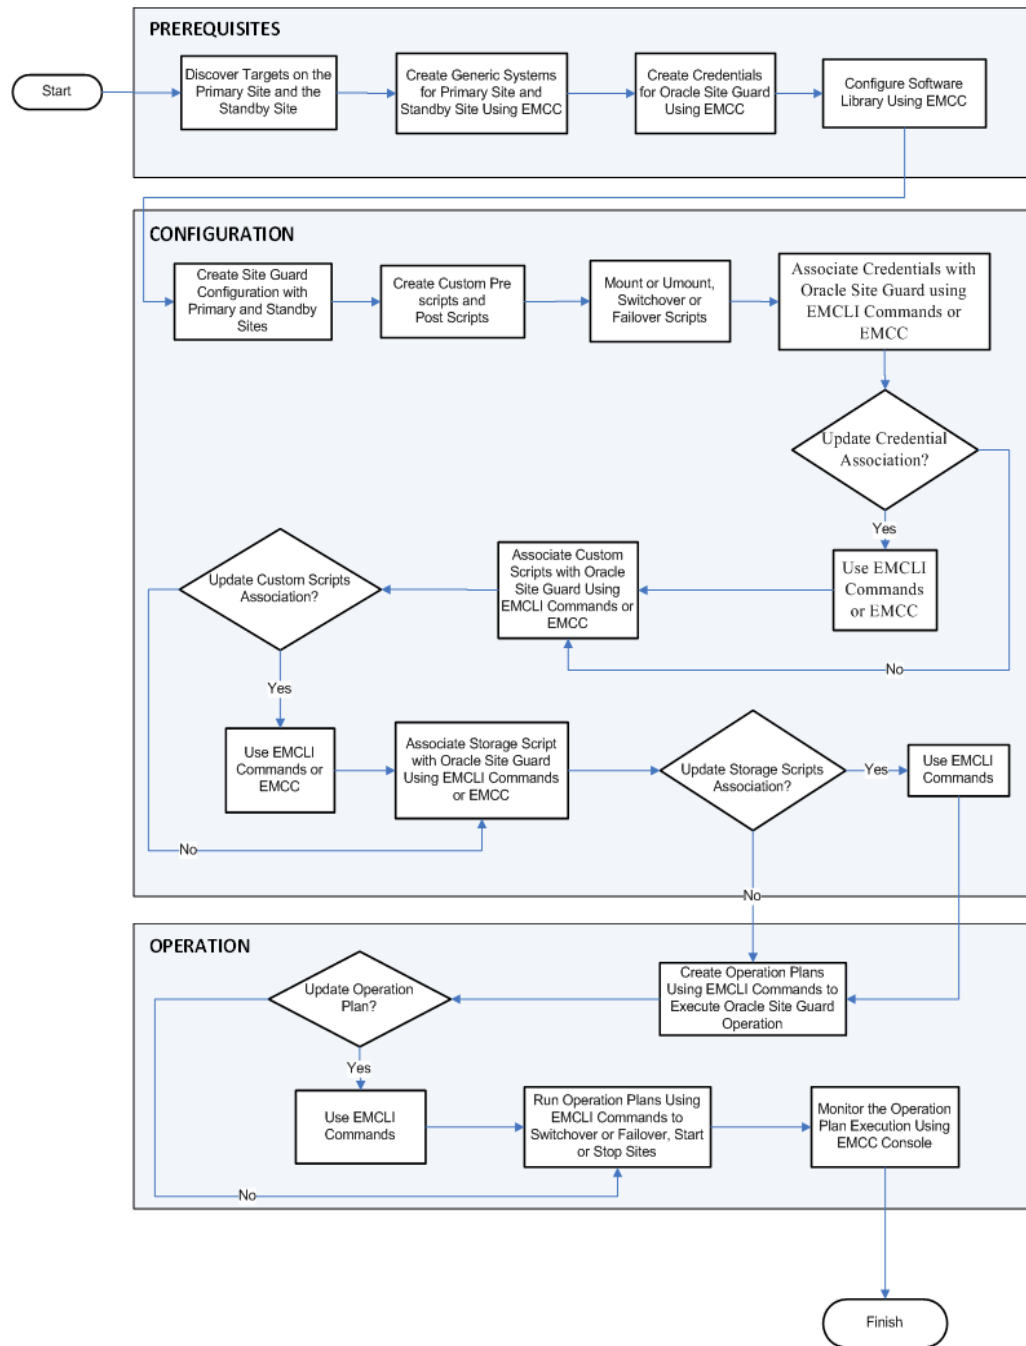 PREREQUISITES
Start
Discover Targets on the
Primary Site and the
Standby Site
Create Generic Systems
for Primary Site and
Standby Site Using EMCC
Create Credentials
for Oracle Site Guard
Using EMCC
Configure Software
Library Using EMCC
CONFIGURATION
Create Site Guard
Configuration with
Primary and Standby
Sites
Create Custom Pre
scripts and
Post Scripts
Mount or Umount,
Switchover or
Failover Scripts
Associate Credentials with
Oracle Site Guard using
EMCLI Commands or
EMCC
Update Credential
Association?
Yes
No
Use EMCLI
Commands
or EMCC
Associate Custom
Scripts with Oracle
Site Guard Using
EMCLI Commands or
EMCC
Update Custom Scripts
Association?
Yes
No
Use EMCLI
Commands or
EMCC
Associate Storage Script
with Oracle Site Guard
Using EMCLI Commands
or EMCC
Update Storage Scripts
Association?
Yes
No
Use EMCLI
Commands
OPERATION
Create Operation Plans
Using EMCLI Commands to
Execute Oracle Site Guard
Operation
Update Operation
Plan?
Yes
No
Use EMCLI
Commands
Run Operation Plans Using
EMCLI Commands to
Switchover or Failover, Start
or Stop Sites
Monitor the Operation
Plan Execution Using
EMCC Console
Finish